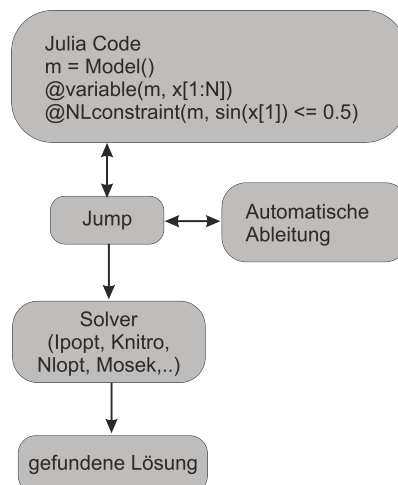 Julia Code
m = Model()
@variable(m, x[1:N])
@NLconstraint(m, sin(x[1]) <= 0.5)
Jump
Automatische
Ableitung
Solver
(Ipopt, Knitro,
Nlopt, Mosek,..)
gefundene Lösung